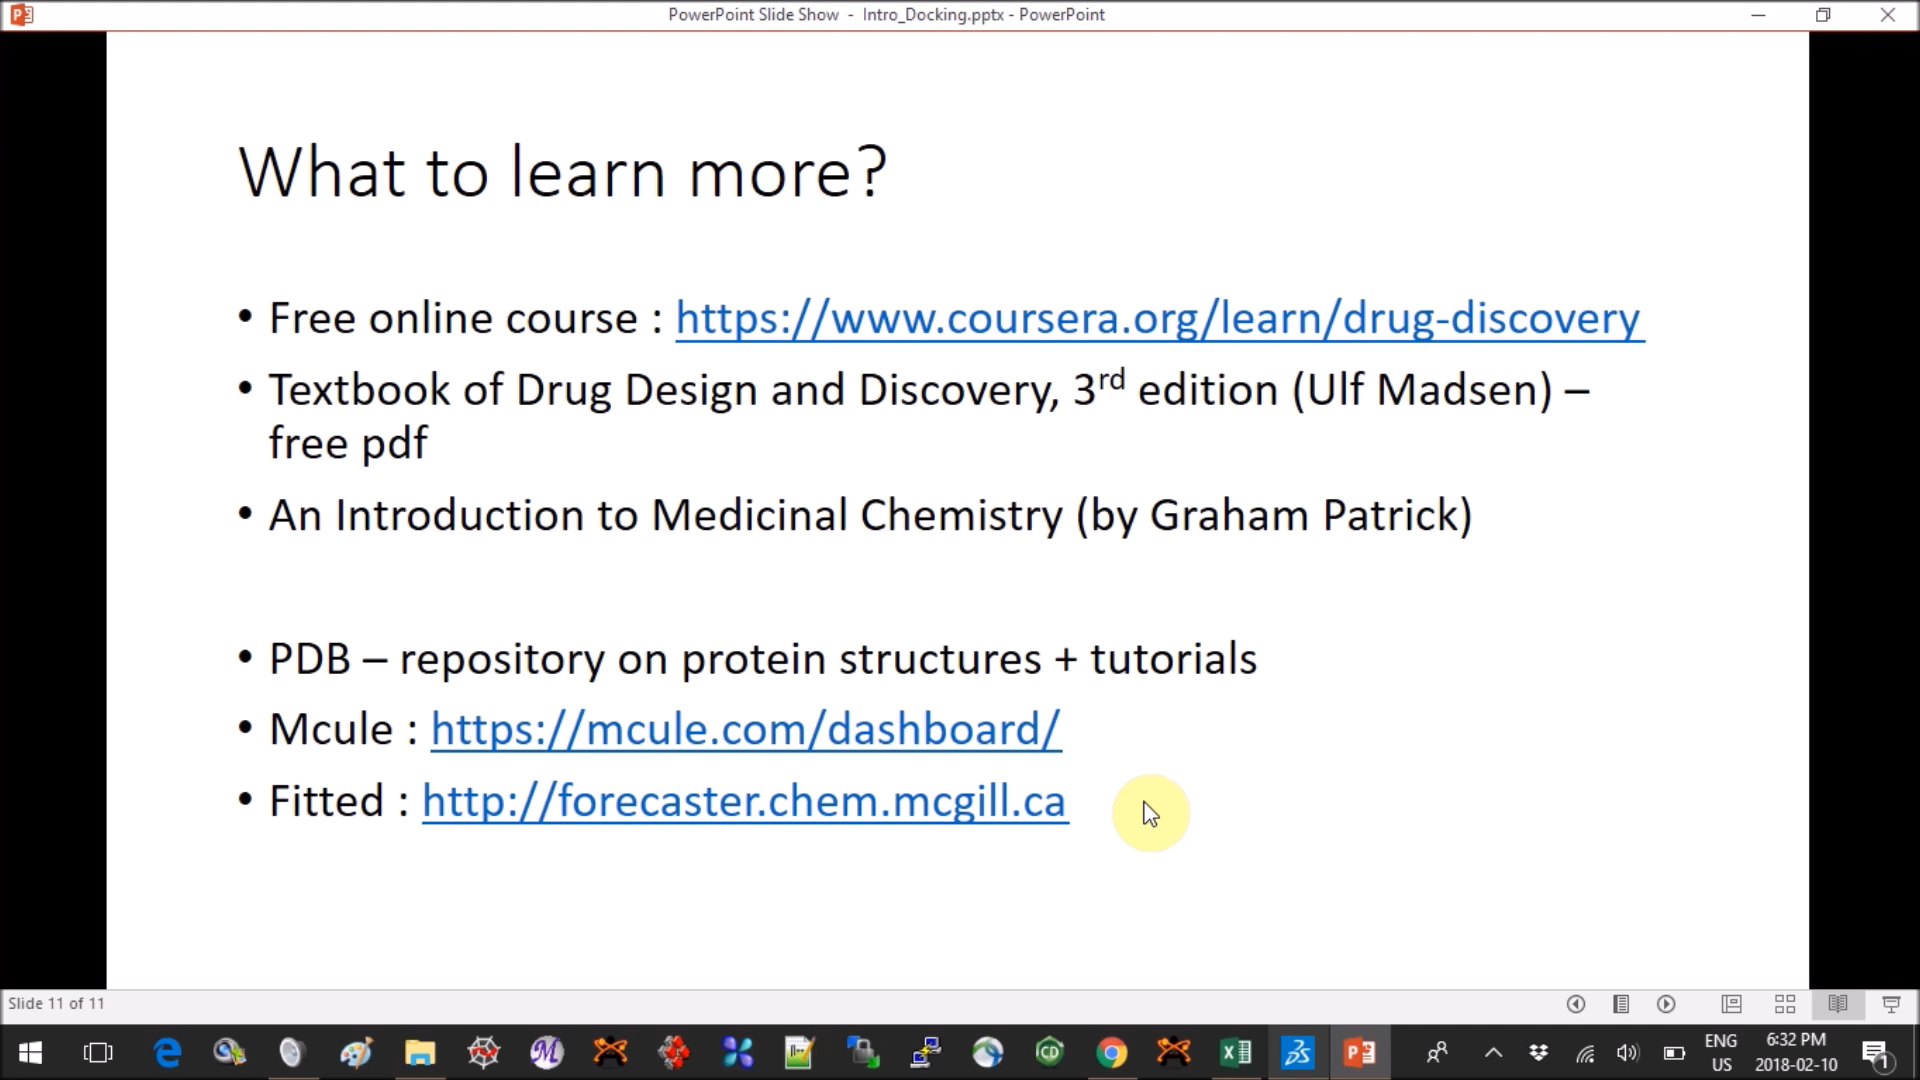 PowerPoint Slide Show - Intro_Docking.pptx - PowerPoint
What to learn more?
• Free online course : https://www.coursera.org/learn/drug-discovery
• Textbook of Drug Design and Discovery, 3rd edition (Ulf Madsen) –
free pdf
• An Introduction to Medicinal Chemistry (by Graham Patrick)
• PDB – repository on protein structures + tutorials
• Mcule : https://mcule.com/dashboard/
• Fitted : http://forecaster.chem.mcgill.ca
Slide 11 of 11
ENG 6:32 PM
US 2018-02-10 1